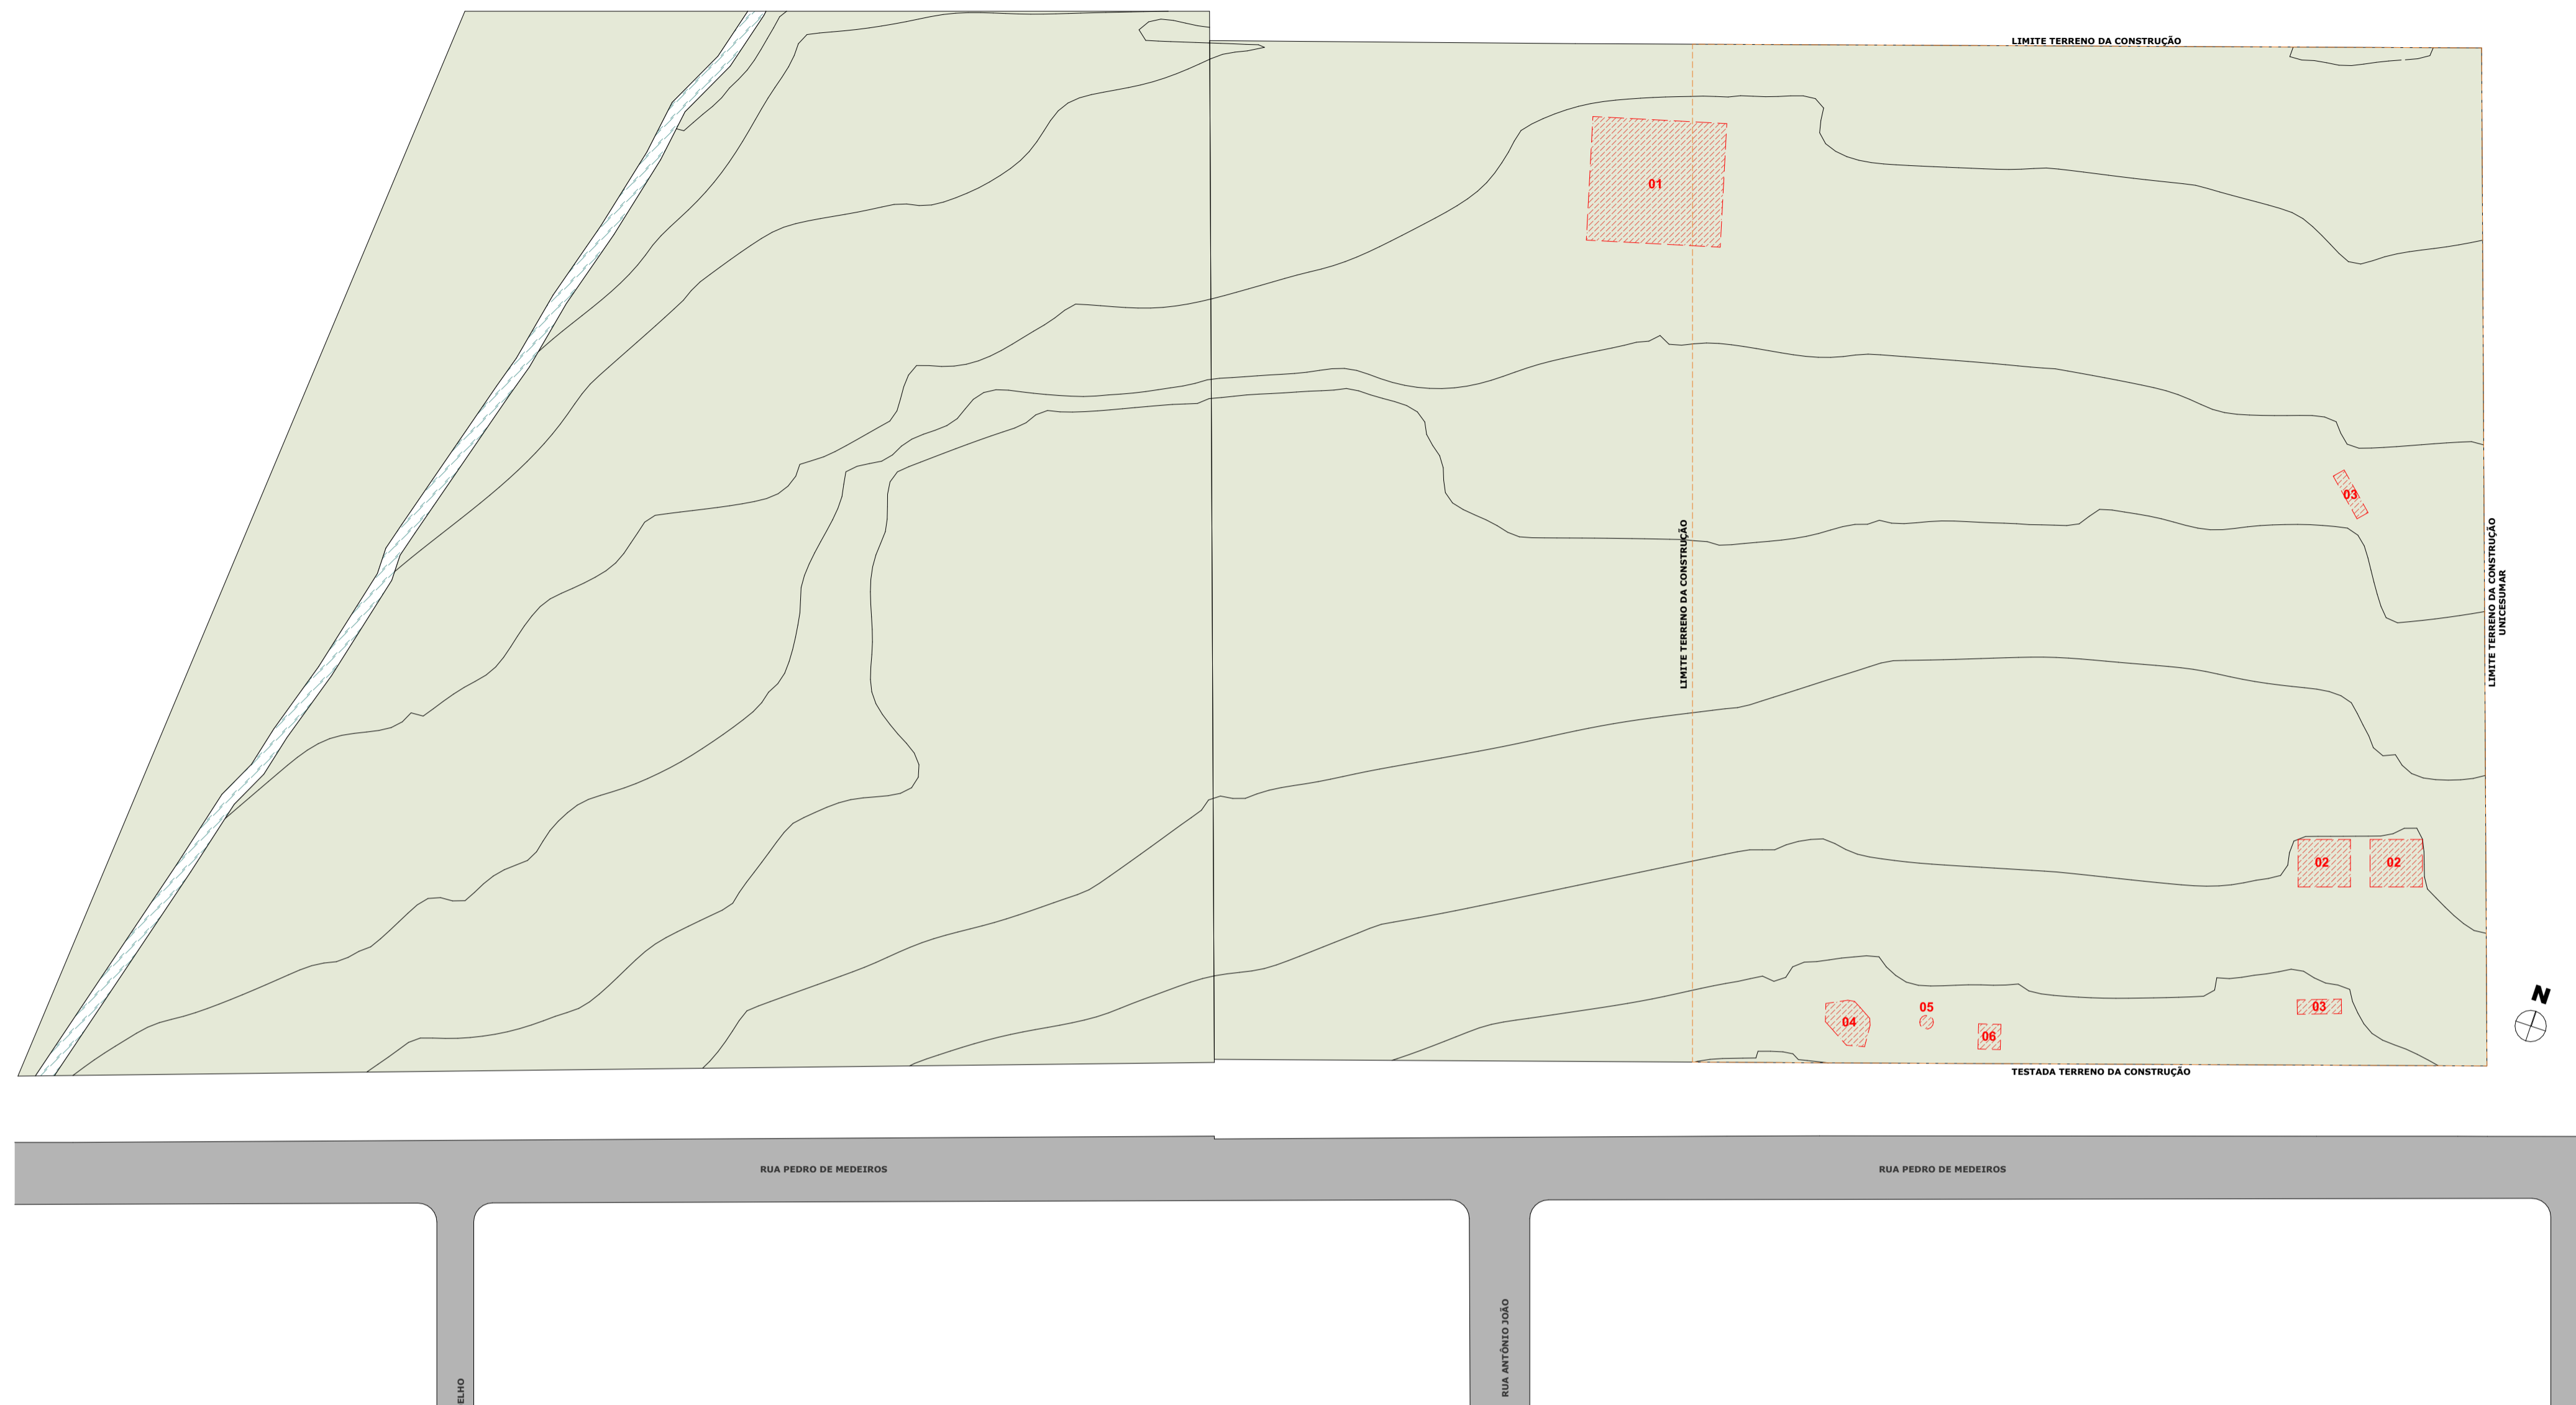 LIMITE TERRENO DA CONSTRUÇÃO
01
03
LIMITE TERRENO DA CONSTRUÇÃO
LIMITE TERRENO DA CONSTRUÇÃO
UNICESUMAR
02
02
N
05
03
04
06
TESTADA TERRENO DA CONSTRUÇÃO
RUA PEDRO DE MEDEIROS
RUA PEDRO DE MEDEIROS
RUA ANTÔNIO JOÃO
ELHO